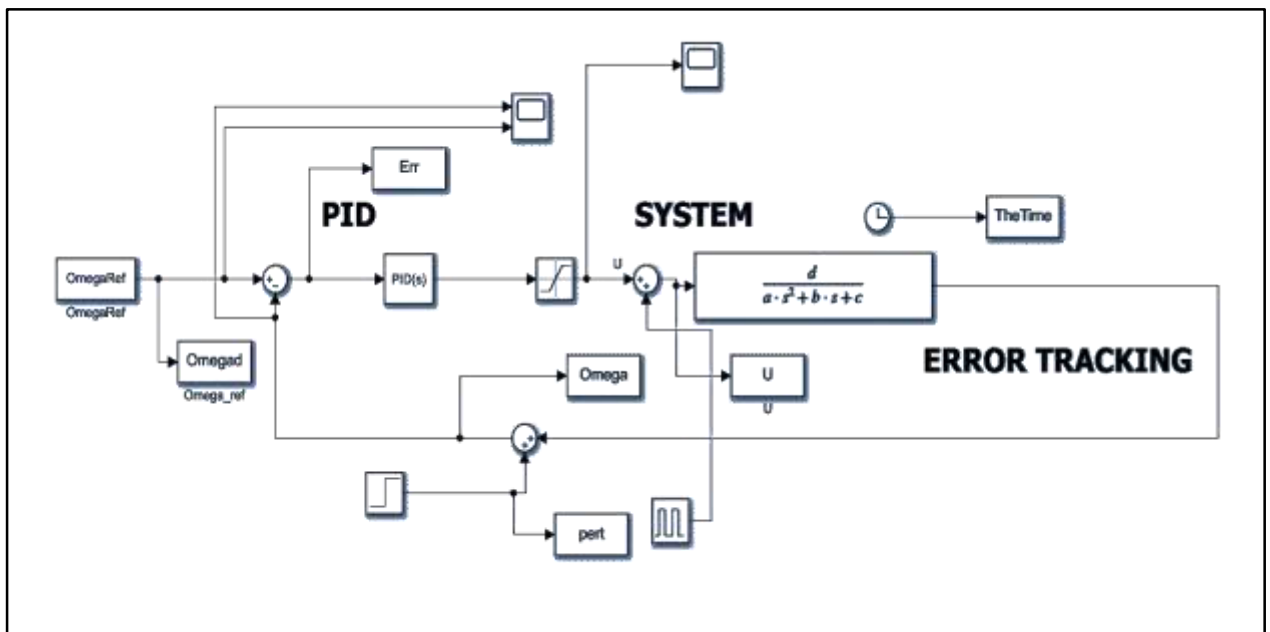 Err
PID
SYSTEM
TheTime
OmegaRef
OmegaRef
+
−
PID(s)
U
+
+
d
a · s² + b · s + c
Omegad
Omega_ref
Omega
U
U
ERROR TRACKING
+
+
pert